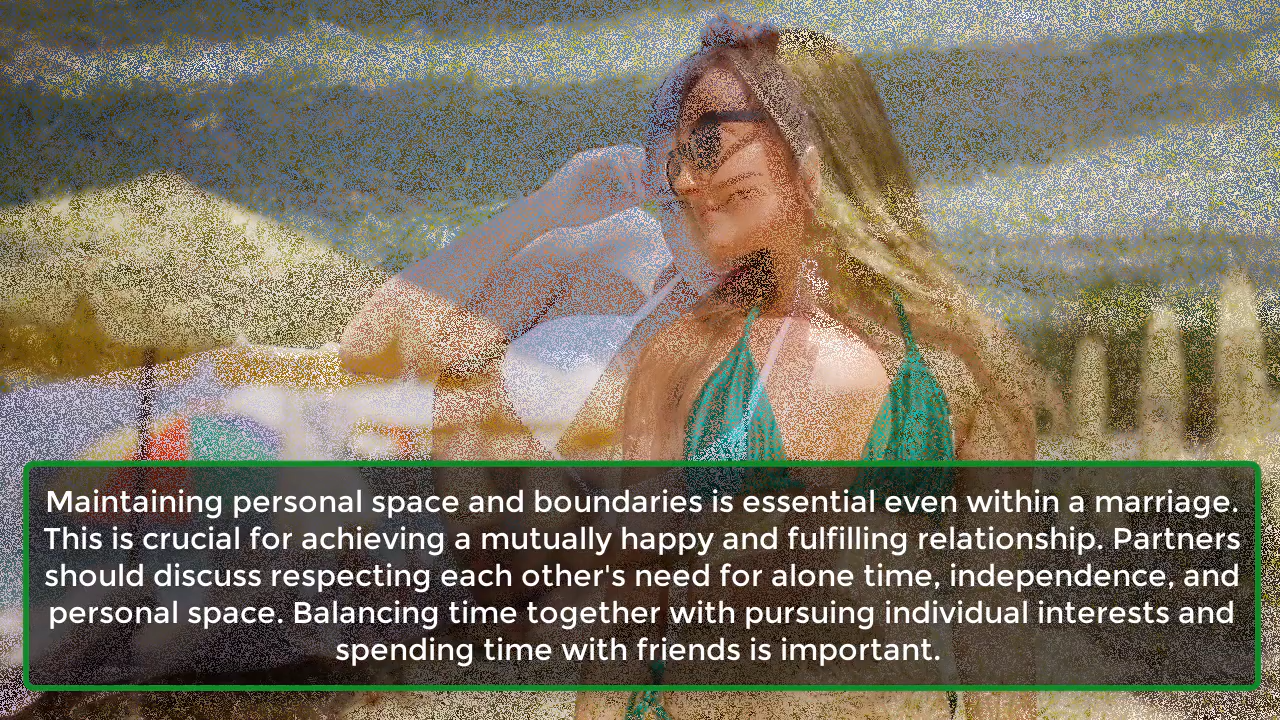 Maintaining personal space and boundaries is essential even within a marriage.
This is crucial for achieving a mutually happy and fulfilling relationship. Partners
should discuss respecting each other's need for alone time, independence, and
personal space. Balancing time together with pursuing individual interests and
spending time with friends is important.